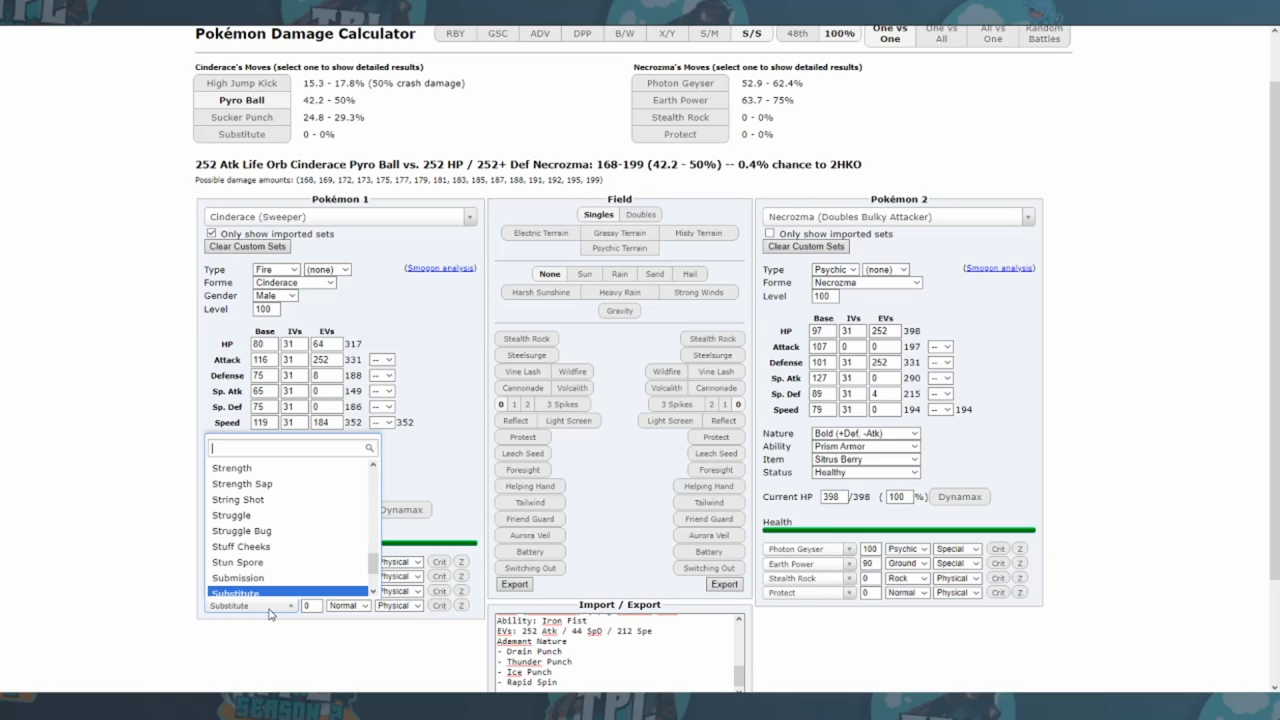 Pokémon Damage Calculator
RBY GSC ADV DPP B/W X/Y S/M S/S 48th 100%
One vs One
One vs All
All vs One
Random Battles
Cinderace's Moves (select one to show detailed results)
High Jump Kick 15.3 - 17.8% (50% crash damage)
Pyro Ball 42.2 - 50%
Sucker Punch 24.8 - 29.3%
Substitute 0 - 0%
Necrozma's Moves (select one to show detailed results)
Photon Geyser 52.9 - 62.4%
Earth Power 63.7 - 75%
Stealth Rock 0 - 0%
Protect 0 - 0%
252 Atk Life Orb Cinderace Pyro Ball vs. 252 HP / 252+ Def Necrozma: 168-199 (42.2 - 50%) -- 0.4% chance to 2HKO
Possible damage amounts: (168, 169, 172, 173, 175, 177, 179, 181, 183, 185, 187, 188, 191, 192, 195, 199)
Pokémon 1
Cinderace (Sweeper)
Only show imported sets
Clear Custom Sets
Type Fire (none) (Smogon analysis)
Forme Cinderace
Gender Male
Level 100
Base IVs EVs
HP 80 31 64 317
Attack 116 31 252 331 --
Defense 75 31 8 188 --
Sp. Atk 65 31 0 149 --
Sp. Def 75 31 0 186 --
Speed 119 31 184 352 -- 352
Strength
Strength Sap
String Shot
Struggle
Struggle Bug
Stuff Cheeks
Stun Spore
Submission
Substitute
Dynamax
Physical Crit Z
Physical Crit Z
Physical Crit Z
Substitute 0 Normal Physical Crit Z
Field
Singles Doubles
Electric Terrain Grassy Terrain Misty Terrain
Psychic Terrain
None Sun Rain Sand Hail
Harsh Sunshine Heavy Rain Strong Winds
Gravity
Stealth Rock Stealth Rock
Steelsurge Steelsurge
Vine Lash Wildfire Wildfire Vine Lash
Cannonade Volcalith Volcalith Cannonade
0 1 2 3 Spikes 3 Spikes 2 1 0
Reflect Light Screen Light Screen Reflect
Protect Protect
Leech Seed Leech Seed
Foresight Foresight
Helping Hand Helping Hand
Tailwind Tailwind
Friend Guard Friend Guard
Aurora Veil Aurora Veil
Battery Battery
Switching Out Switching Out
Export Export
Import / Export
Ability: Iron Fist
EVs: 252 Atk / 44 SpD / 212 Spe
Adamant Nature
- Drain Punch
- Thunder Punch
- Ice Punch
- Rapid Spin
Pokémon 2
Necrozma (Doubles Bulky Attacker)
Only show imported sets
Clear Custom Sets
Type Psychic (none) (Smogon analysis)
Forme Necrozma
Level 100
Base IVs EVs
HP 97 31 252 398
Attack 107 0 0 197 --
Defense 101 31 252 331 --
Sp. Atk 127 31 0 290 --
Sp. Def 89 31 4 215 --
Speed 79 31 0 194 -- 194
Nature Bold (+Def, -Atk)
Ability Prism Armor
Item Sitrus Berry
Status Healthy
Current HP 398 /398 ( 100 %) Dynamax
Health
Photon Geyser 100 Psychic Special Crit Z
Earth Power 90 Ground Special Crit Z
Stealth Rock 0 Rock Physical Crit Z
Protect 0 Normal Physical Crit Z
SEASON
TPL